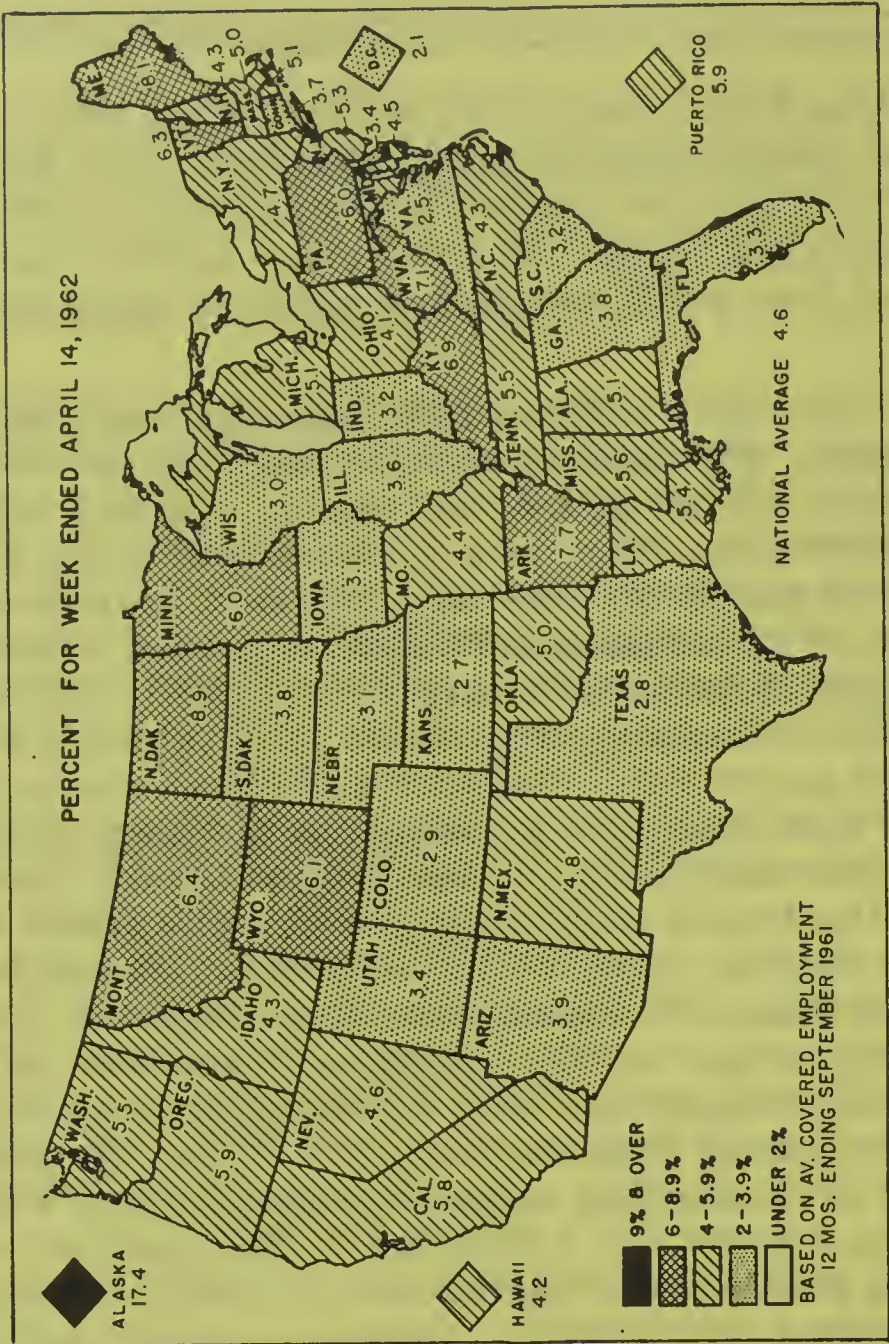 PERCENT FOR WEEK ENDED APRIL 14, 1962
ALASKA
17.4
HAWAII
4.2
WASH.
5.5
OREG.
5.9
CAL.
5.8
NEV.
4.6
IDAHO
4.3
MONT.
6.4
WYO.
6.1
UTAH
3.4
COLO
2.9
ARIZ
3.9
N.MEX.
4.8
N.DAK.
8.9
S.DAK.
3.8
NEBR.
3.1
KANS
2.7
OKLA
5.0
TEXAS
2.8
MINN.
6.0
IOWA
3.1
MO.
4.4
ARK.
7.7
LA.
5.4
WIS
3.0
ILL
3.6
MICH.
5.1
IND
3.2
OHIO
4.1
KY
6.9
TENN.
5.5
MISS.
5.6
ALA.
5.1
GA
3.8
FLA.
3.3
S.C.
3.2
N.C.
4.3
VA.
2.5
W.VA.
7.1
PA.
6.0
N.Y.
4.7
VT.
6.3
N.H.
4.3
ME.
8.1
MASS.
5.0
CONN.
5.1
3.7
5.3
3.4
4.5
D.C.
2.1
PUERTO RICO
5.9
NATIONAL AVERAGE 4.6
9% & OVER
6-8.9%
4-5.9%
2-3.9%
UNDER 2%
BASED ON AV. COVERED EMPLOYMENT
12 MOS. ENDING SEPTEMBER 1961